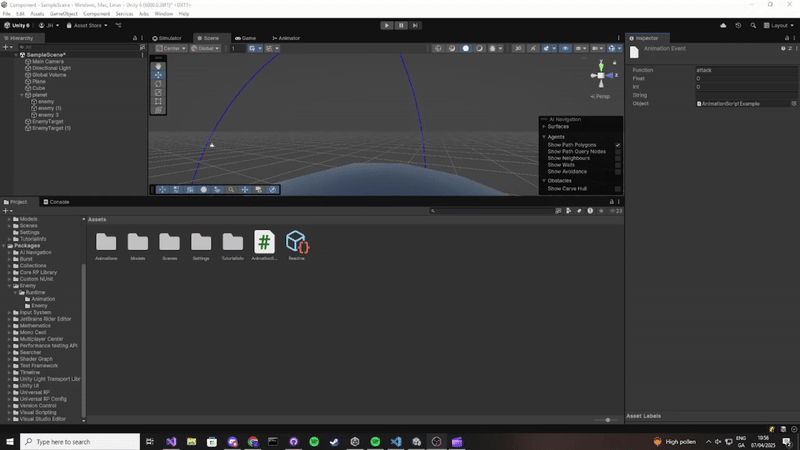 Component - SampleScene - Windows, Mac, Linux - Unity 6
File Edit Assets GameObject Component Services Jobs Window Help
Unity 6 JH Asset Store Layout
Hierarchy Simulator Scene Game Animator Inspector
All
Center Global 1
SampleScene*
Main Camera
Directional Light
Global Volume
Plane
Cube
planet
enemy
enemy (1)
enemy 3
EnemyTarget
EnemyTarget (1)
Persp
AI Navigation
Surfaces
Agents
Show Path Polygons
Show Path Query Nodes
Show Neighbours
Show Walls
Show Avoidance
Obstacles
Show Carve Hull
Animation Event
Function attack
Float 0
Int 0
String
Object AnimationScriptExample
Project Console
Models
Scenes
Settings
TutorialInfo
Packages
AI Navigation
Burst
Collections
Core RP Library
Custom NUnit
Enemy
Runtime
Animation
Enemy
Input System
JetBrains Rider Editor
Mathematics
Mono Cecil
Multiplayer Center
Performance testing API
Searcher
Shader Graph
Test Framework
Timeline
Unity Light Transport Libr
Unity UI
Universal RP
Universal RP Config
Version Control
Visual Scripting
Visual Studio Editor
Assets
Animations Models Scenes Settings TutorialInfo AnimationS... Readme
Asset Labels
Type here to search
High pollen
ENG
GA
10:56
07/04/2025